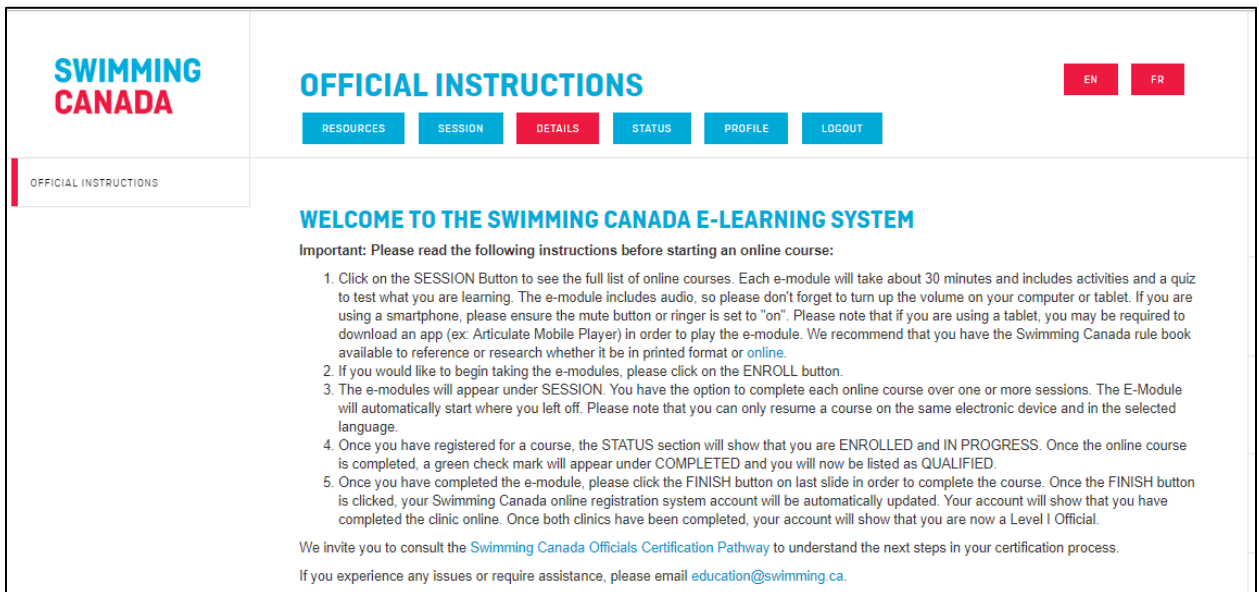 SWIMMING
CANADA
OFFICIAL INSTRUCTIONS
EN FR
RESOURCES SESSION DETAILS STATUS PROFILE LOGOUT
OFFICIAL INSTRUCTIONS
WELCOME TO THE SWIMMING CANADA E-LEARNING SYSTEM
Important: Please read the following instructions before starting an online course:
1. Click on the SESSION Button to see the full list of online courses. Each e-module will take about 30 minutes and includes activities and a quiz
to test what you are learning. The e-module includes audio, so please don't forget to turn up the volume on your computer or tablet. If you are
using a smartphone, please ensure the mute button or ringer is set to "on". Please note that if you are using a tablet, you may be required to
download an app (ex: Articulate Mobile Player) in order to play the e-module. We recommend that you have the Swimming Canada rule book
available to reference or research whether it be in printed format or online.
2. If you would like to begin taking the e-modules, please click on the ENROLL button.
3. The e-modules will appear under SESSION. You have the option to complete each online course over one or more sessions. The E-Module
will automatically start where you left off. Please note that you can only resume a course on the same electronic device and in the selected
language.
4. Once you have registered for a course, the STATUS section will show that you are ENROLLED and IN PROGRESS. Once the online course
is completed, a green check mark will appear under COMPLETED and you will now be listed as QUALIFIED.
5. Once you have completed the e-module, please click the FINISH button on last slide in order to complete the course. Once the FINISH button
is clicked, your Swimming Canada online registration system account will be automatically updated. Your account will show that you have
completed the clinic online. Once both clinics have been completed, your account will show that you are now a Level I Official.
We invite you to consult the Swimming Canada Officials Certification Pathway to understand the next steps in your certification process.
If you experience any issues or require assistance, please email education@swimming.ca.